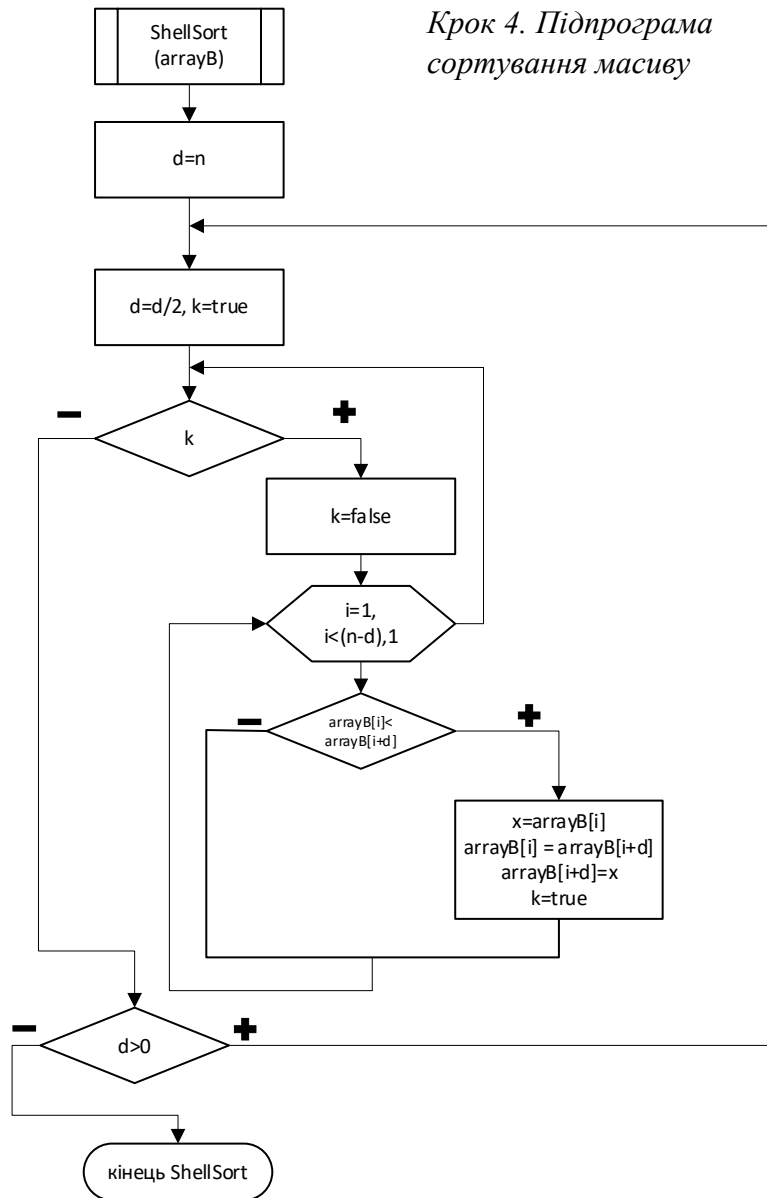 Крок 4. Підпрограма
сортування масиву
ShellSort
(arrayB)
d=n
d=d/2, k=true
k
k=false
i=1,
i<(n-d),1
arrayB[i]<
arrayB[i+d]
x=arrayB[i]
arrayB[i] = arrayB[i+d]
arrayB[i+d]=x
k=true
d>0
кінець ShellSort